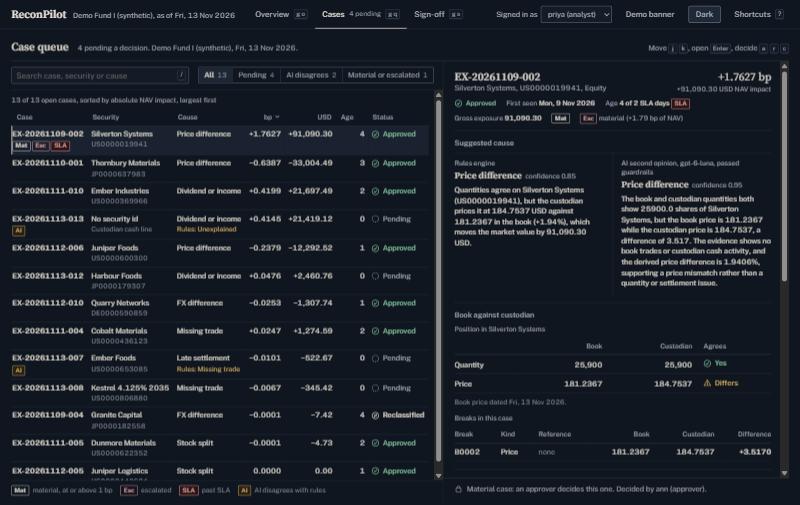 ReconPilot Demo Fund I (synthetic), as of Fri, 13 Nov 2026 Overview g o Cases 4 pending g q Sign-off g s Signed in as priya (analyst) Demo banner Dark Shortcuts ?
Case queue 4 pending a decision. Demo Fund I (synthetic), Fri, 13 Nov 2026. Move j k, open Enter, decide a r c
Search case, security or cause / All 13 Pending 4 AI disagrees 2 Material or escalated 1
13 of 13 open cases, sorted by absolute NAV impact, largest first
Case Security Cause bp USD Age Status
EX-20261109-002 Silverton Systems Price difference +1.7627 +91,090.30 4 Approved
Mat Esc SLA US0000019941
EX-20261110-001 Thornbury Materials Price difference -0.6387 -33,004.49 3 Approved
JP0000637983
EX-20261111-010 Ember Industries Dividend or income +0.4199 +21,697.49 2 Approved
US0000369966
EX-20261113-013 No security id Dividend or income +0.4145 +21,419.12 0 Pending
AI Custodian cash line Rules: Unexplained
EX-20261112-006 Juniper Foods Price difference -0.2379 -12,292.52 1 Approved
US0000600300
EX-20261113-012 Harbour Foods Dividend or income +0.0476 +2,460.76 0 Pending
JP0000179307
EX-20261112-010 Quarry Networks FX difference -0.0253 -1,307.74 1 Approved
DE0000590859
EX-20261111-004 Cobalt Materials Missing trade +0.0247 +1,274.59 2 Approved
US0000436123
EX-20261113-007 Ember Foods Late settlement -0.0101 -522.67 0 Pending
AI US0000653085 Rules: Missing trade
EX-20261113-008 Kestrel 4.125% 2035 Missing trade -0.0067 -345.42 0 Pending
US0000806880
EX-20261109-004 Granite Capital FX difference -0.0001 -7.42 4 Reclassified
JP0000182558
EX-20261111-005 Dunmore Materials Stock split -0.0001 -4.73 2 Approved
US0000622352
EX-20261112-005 Juniper Logistics Stock split 0.0000 0.00 1 Approved
Mat material, at or above 1 bp Esc escalated SLA past SLA AI AI disagrees with rules
EX-20261109-002 +1.7627 bp
Silverton Systems, US0000019941, Equity +91,090.30 USD NAV impact
Approved First seen Mon, 9 Nov 2026 Age 4 of 2 SLA days SLA
Gross exposure 91,090.30 Mat Esc material (+1.79 bp of NAV)
Suggested cause
Rules engine
Price difference confidence 0.85
Quantities agree on Silverton Systems
(US0000019941), but the custodian
prices it at 184.7537 USD against
181.2367 in the book (+1.94%), which
moves the market value by 91,090.30
USD.
AI second opinion, gpt-5-luna, passed
guardrails
Price difference confidence 0.95
The book and custodian quantities both
show 25900.0 shares of Silverton
Systems, but the book price is 181.2367
while the custodian price is 184.7537, a
difference of 3.517. The evidence shows no
book trades or custodian cash activity, and
the derived price difference is 1.9406%,
supporting a price mismatch rather than a
quantity or settlement issue.
Book against custodian
Position in Silverton Systems
Book Custodian Agrees
Quantity 25,900 25,900 Yes
Price 181.2367 184.7537 Differs
Book price dated Fri, 13 Nov 2026.
Breaks in this case
Break Kind Reference Book Custodian Difference
B0002 Price none 181.2367 184.7537 +3.5170
Material case: an approver decides this one. Decided by ann (approver).